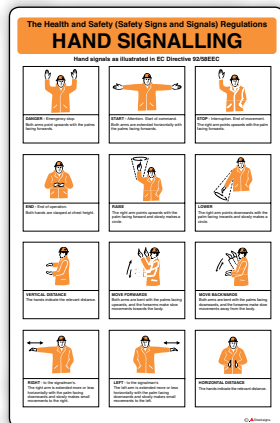 The Health and Safety (Safety Signs and Signals) Regulations
HAND SIGNALLING
Hand signals as illustrated in EC Directive 92/58EEC
DANGER - Emergency stop.
Both arms point upwards with the palms
facing forwards.
START - Attention. Start of command.
Both arms are extended horizontally with
the palms facing forwards.
STOP - Interruption. End of movement.
The right arm points upwards with the palm
facing forwards.
END - End of operation.
Both hands are clasped at chest height.
RAISE
The right arm points upwards with the
palm facing forward and slowly makes a
circle.
LOWER
The right arm points downwards with the
palm facing inwards and slowly makes a
circle.
VERTICAL DISTANCE
The hands indicate the relevant distance.
MOVE FORWARDS
Both arms are bent with the palms facing
upwards, and the forearms make slow
movements towards the body.
MOVE BACKWARDS
Both arms are bent with the palms facing
downwards, and the forearms make slow
movements away from the body.
RIGHT - to the signalman's.
The right arm is extended more or less
horizontally with the palm facing
downwards and slowly makes small
movements to the right.
LEFT - to the signalman's.
The left arm is extended more or less
horizontally with the palm facing
downwards and slowly makes small
movements to the left.
HORIZONTAL DISTANCE
The hands indicate the relevant distance.